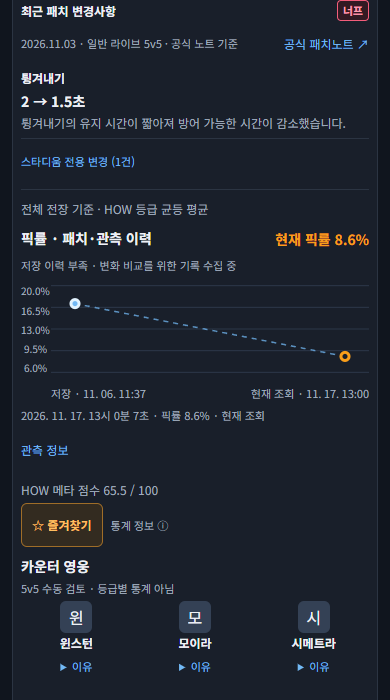 최근 패치 변경사항
너프
2026.11.03 · 일반 라이브 5v5 · 공식 노트 기준
공식 패치노트 ↗
튕겨내기
2 → 1.5초
튕겨내기의 유지 시간이 짧아져 방어 가능한 시간이 감소했습니다.
스타디움 전용 변경 (1건)
전체 전장 기준 · HOW 등급 균등 평균
픽률 · 패치·관측 이력
현재 픽률 8.6%
저장 이력 부족 · 변화 비교를 위한 기록 수집 중
20.0%
16.5%
13.0%
9.5%
6.0%
저장 · 11. 06. 11:37
현재 조회 · 11. 17. 13:00
2026. 11. 17. 13시 0분 7초 · 픽률 8.6% · 현재 조회
관측 정보
HOW 메타 점수 65.5 / 100
☆ 즐겨찾기
통계 정보 ⓘ
카운터 영웅
5v5 수동 검토 · 등급별 통계 아님
윈
모
시
윈스턴
모이라
시메트라
▶ 이유
▶ 이유
▶ 이유